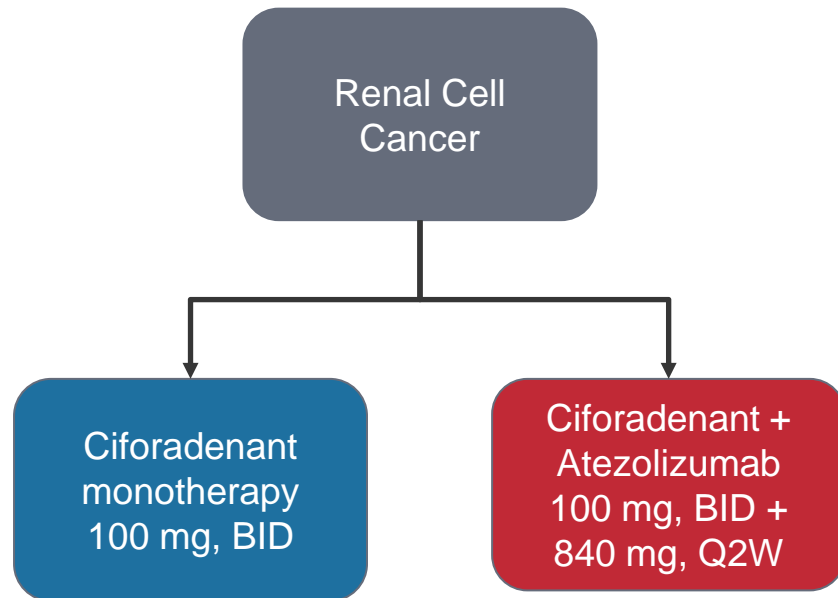 Renal Cell
Cancer
Ciforadenant
monotherapy
100 mg, BID
Ciforadenant +
Atezolizumab
100 mg, BID +
840 mg, Q2W